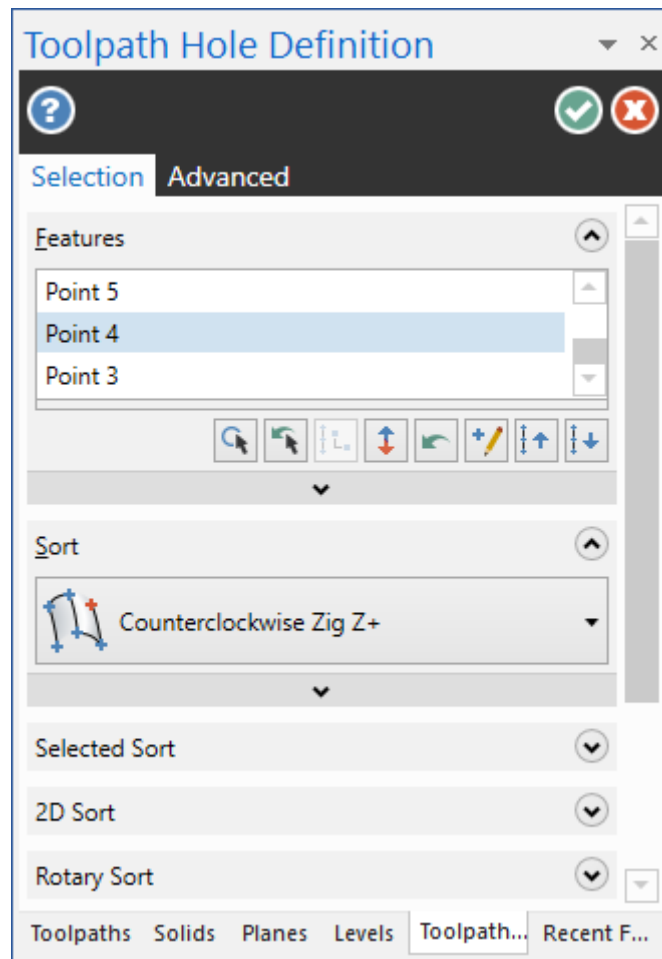 Toolpath Hole Definition
Selection Advanced
Features
Point 5
Point 4
Point 3
Sort
Counterclockwise Zig Z+
Selected Sort
2D Sort
Rotary Sort
Toolpaths Solids Planes Levels Toolpath... Recent F...